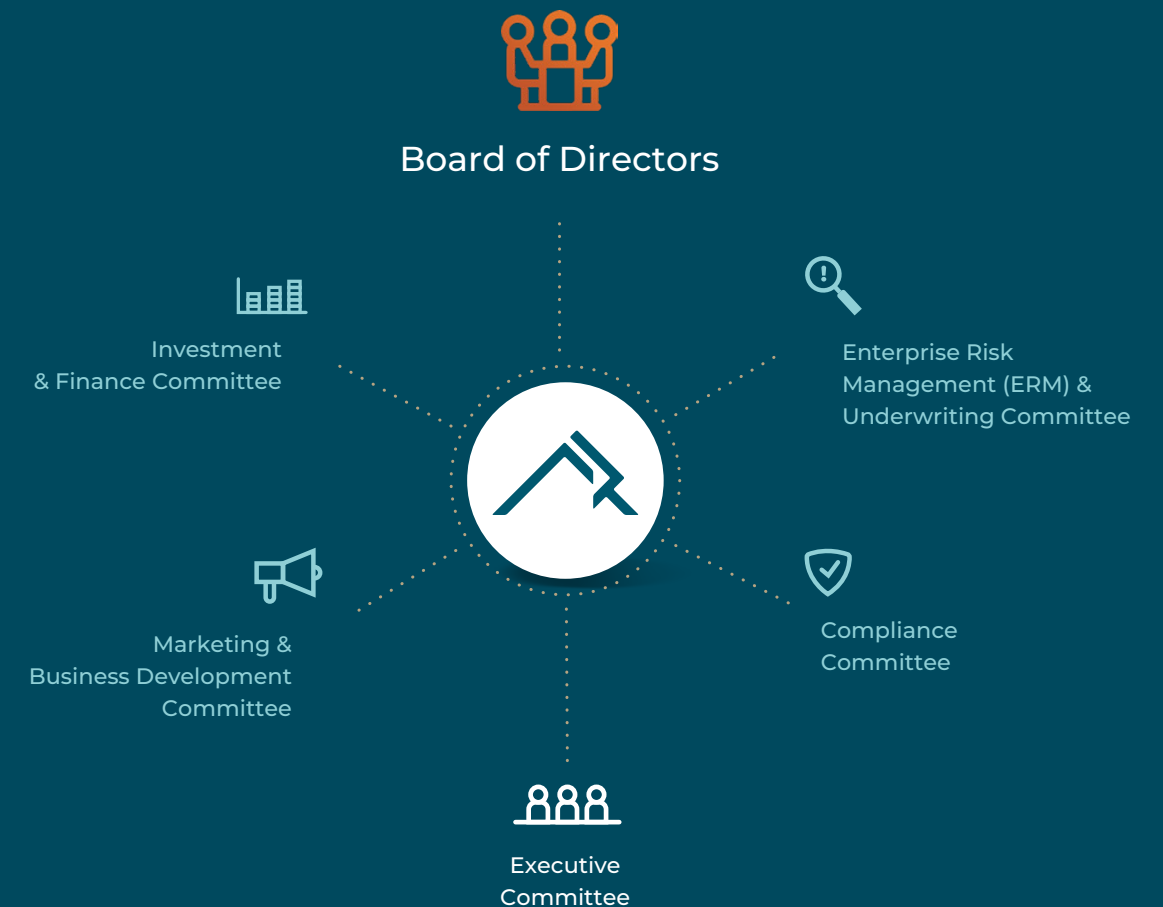 Board of Directors
Investment
& Finance Committee
Enterprise Risk
Management (ERM) &
Underwriting Committee
Marketing &
Business Development
Committee
Compliance
Committee
Executive
Committee